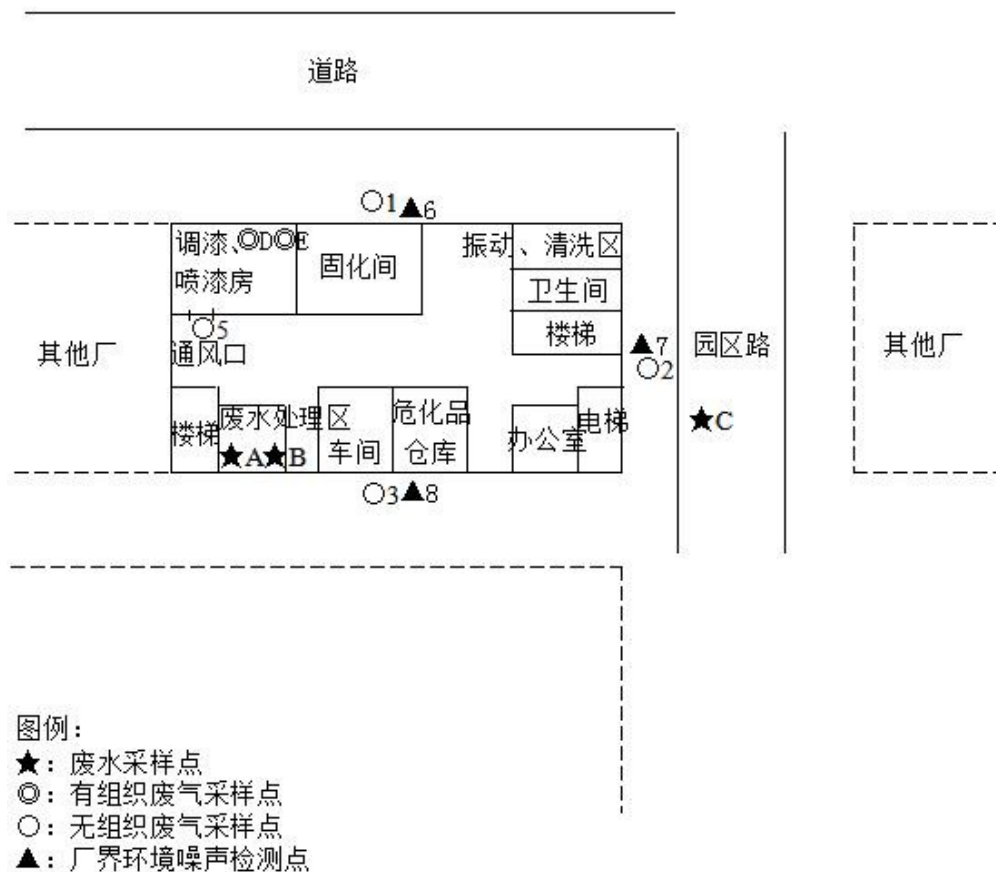 道路
○1▲6
调漆、◎D◎E
喷漆房
固化间
振动、清洗区
卫生间
楼梯
○5
通风口
其他厂
▲7
○2
园区路
其他厂
楼梯
废水处理区
★A★B
车间
危化品
仓库
办公室
电梯
★C
○3▲8
图例：
★：废水采样点
◎：有组织废气采样点
○：无组织废气采样点
▲：厂界环境噪声检测点